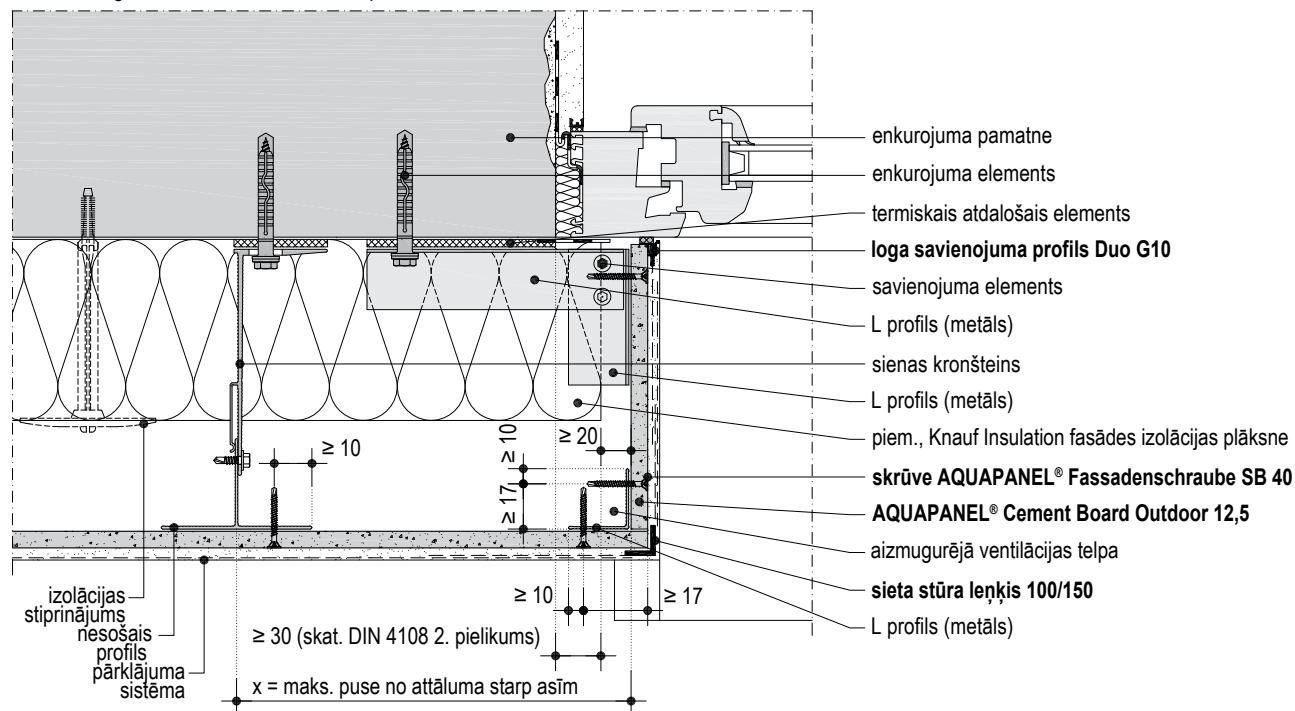 enkurojuma pamatne
enkurojuma elements
termiskais atdalošais elements
loga savienojuma profils Duo G10
savienojuma elements
L profils (metāls)
sienas kronšteins
L profils (metāls)
piem., Knauf Insulation fasādes izolācijas plāksne
skrūve AQUAPANEL® Fassadenschraube SB 40
AQUAPANEL® Cement Board Outdoor 12,5
aizmugurējā ventilācijas telpa
sieta stūra leņķis 100/150
L profils (metāls)
≥ 10
≥ 10
≥ 20
≥ 17
≥ 10
≥ 17
izolācijas
stiprinājums
nesošais
profils
pārklājuma
sistēma
≥ 30 (skat. DIN 4108 2. pielikums)
x = maks. puse no attāluma starp asīm